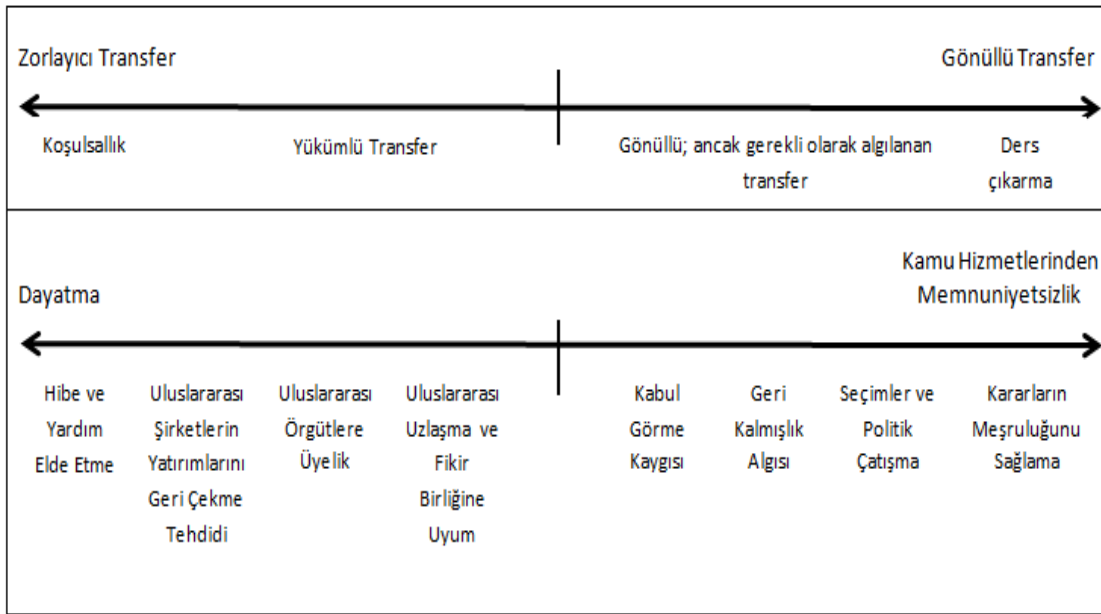 Zorlayıcı Transfer
Gönüllü Transfer
Koşulsallık
Yükümlü Transfer
Gönüllü; ancak gerekli olarak algılanan
transfer
Ders
çıkarma
Dayatma
Kamu Hizmetlerinden
Memnuniyetsizlik
Hibe ve
Yardım
Elde Etme
Uluslararası
Şirketlerin
Yatırımlarını
Geri Çekme
Tehdidi
Uluslararası
Örgütlere
Üyelik
Uluslararası
Uzlaşma ve
Fikir
Birliğine
Uyum
Kabul
Görme
Kaygısı
Geri
Kalmışlık
Algısı
Seçimler ve
Politik
Çatışma
Kararların
Meşruluğunu
Sağlama